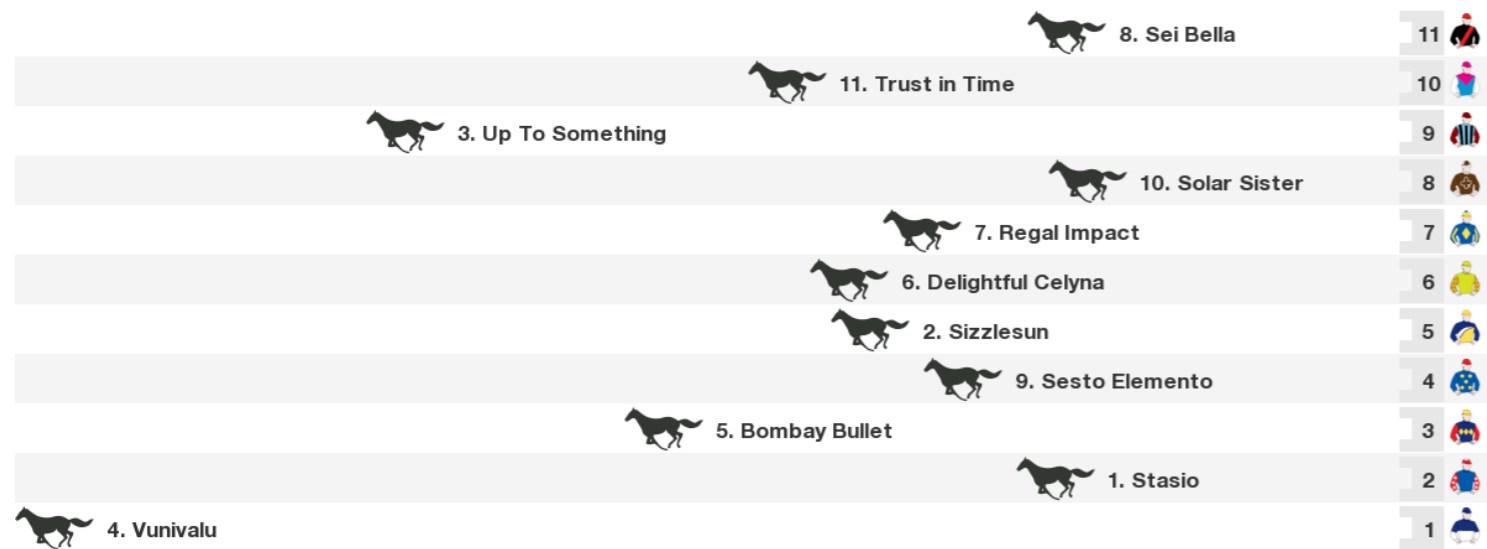 8. Sei Bella 11
11. Trust in Time 10
3. Up To Something 9
10. Solar Sister 8
7. Regal Impact 7
6. Delightful Celyna 6
2. Sizzlesun 5
9. Sesto Elemento 4
5. Bombay Bullet 3
1. Stasio 2
4. Vunivalu 1